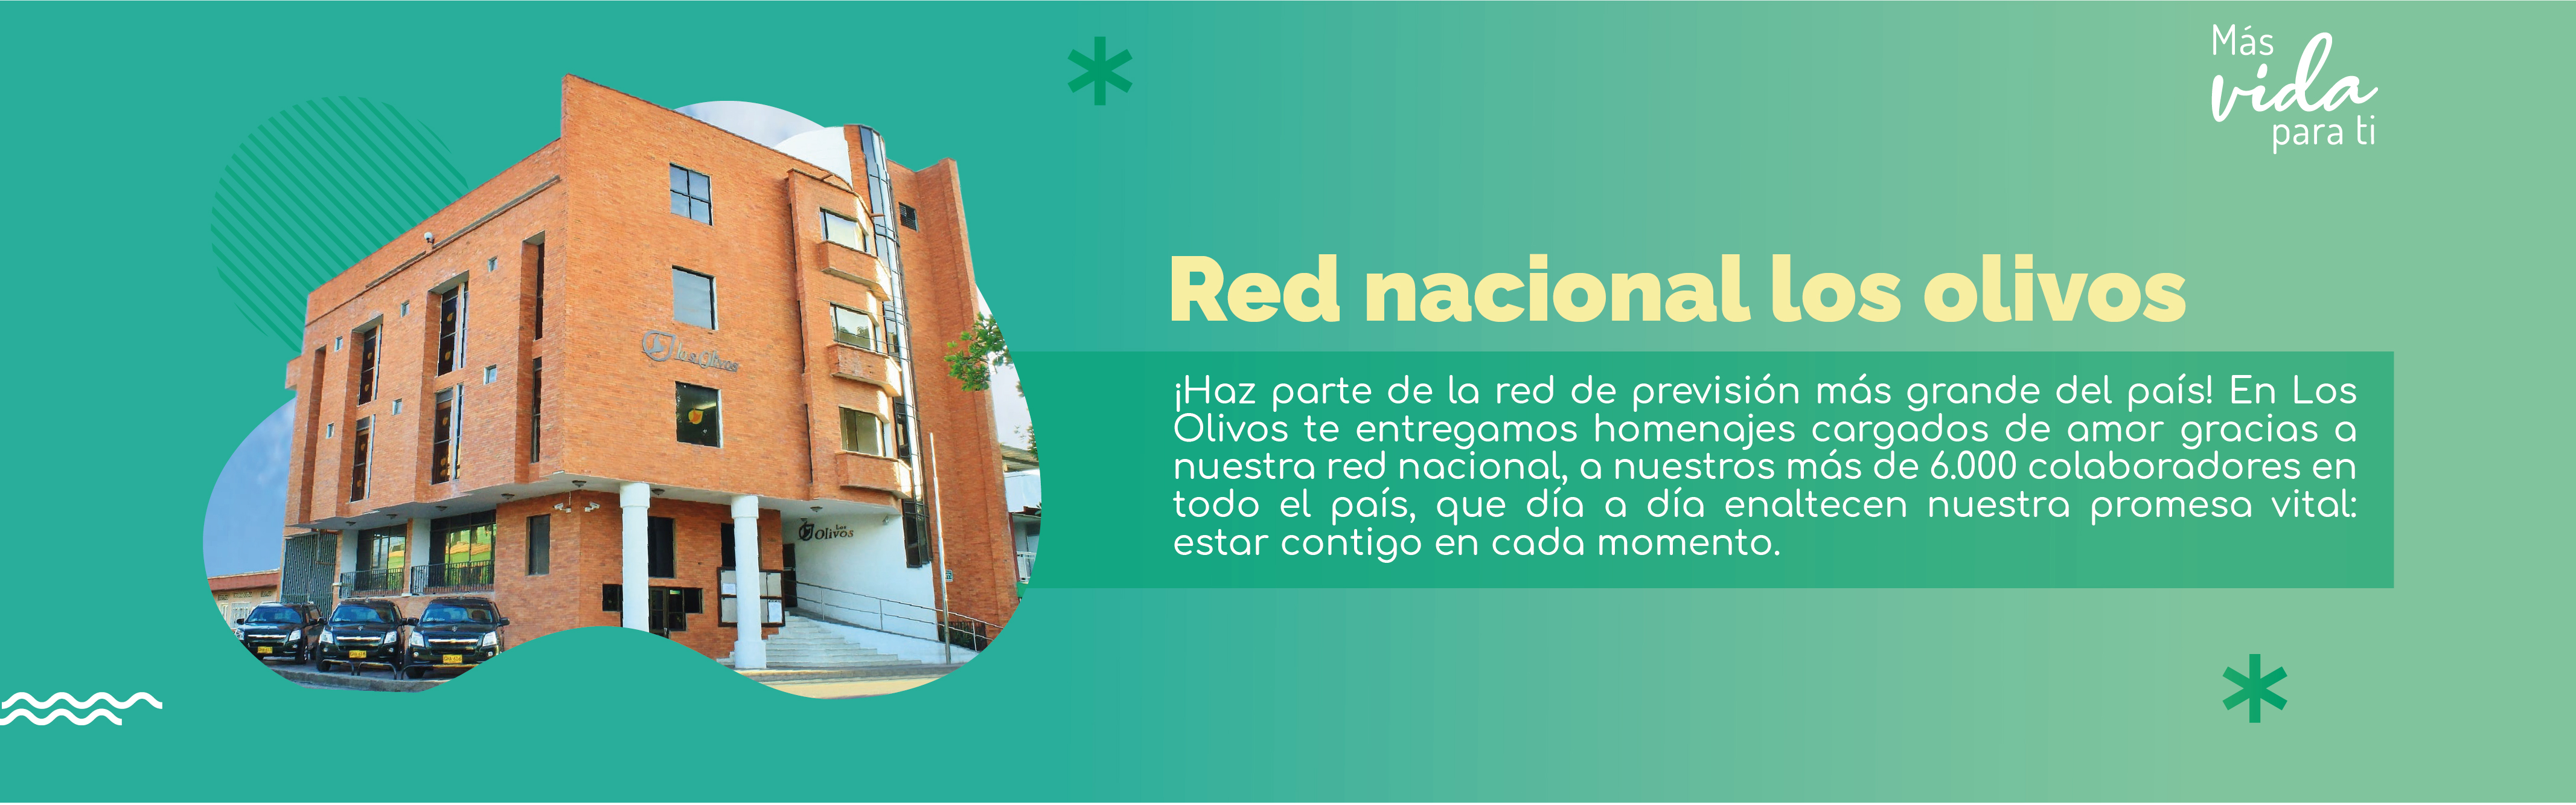 Más
vida
para ti
Red nacional los olivos
¡Haz parte de la red de previsión más grande del país! En Los
Olivos te entregamos homenajes cargados de amor gracias a
nuestra red nacional, a nuestros más de 6.000 colaboradores en
todo el país, que día a día enaltecen nuestra promesa vital:
estar contigo en cada momento.
Los Olivos
Los
Olivos